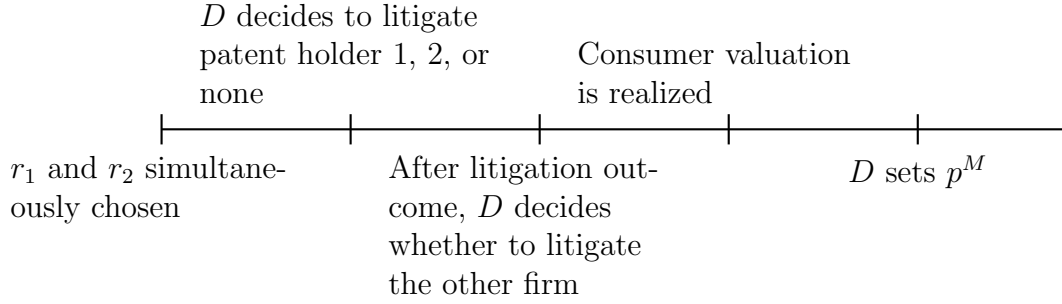 D decides to litigate
patent holder 1, 2, or
none
Consumer valuation
is realized
r₁ and r₂ simultane-
ously chosen
After litigation out-
come, D decides
whether to litigate
the other firm
D sets pᴹ